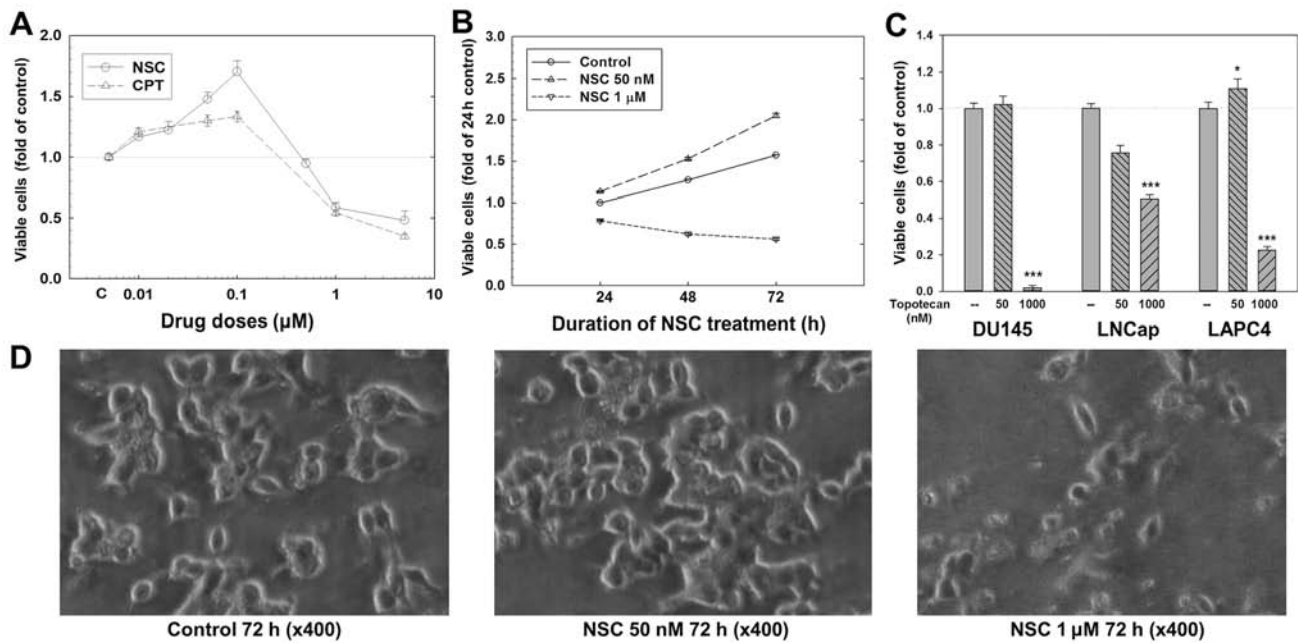 A
Viable cells (fold of control)
2.0
1.5
1.0
0.5
0.0
NSC
CPT
C 0.01 0.1 1 10
Drug doses (µM)
B
Viable cells (fold of 24 h control)
3.0
2.5
2.0
1.5
1.0
0.5
0.0
Control
NSC 50 nM
NSC 1 µM
24 48 72
Duration of NSC treatment (h)
C
Viable cells (fold of control)
1.4
1.2
1.0
0.8
0.6
0.4
0.2
0.0
***
***
*
***
Topotecan
(nM)
-- 50 1000 -- 50 1000 -- 50 1000
DU145 LNCap LAPC4
D
Control 72 h (x400)
NSC 50 nM 72 h (x400)
NSC 1 µM 72 h (x400)